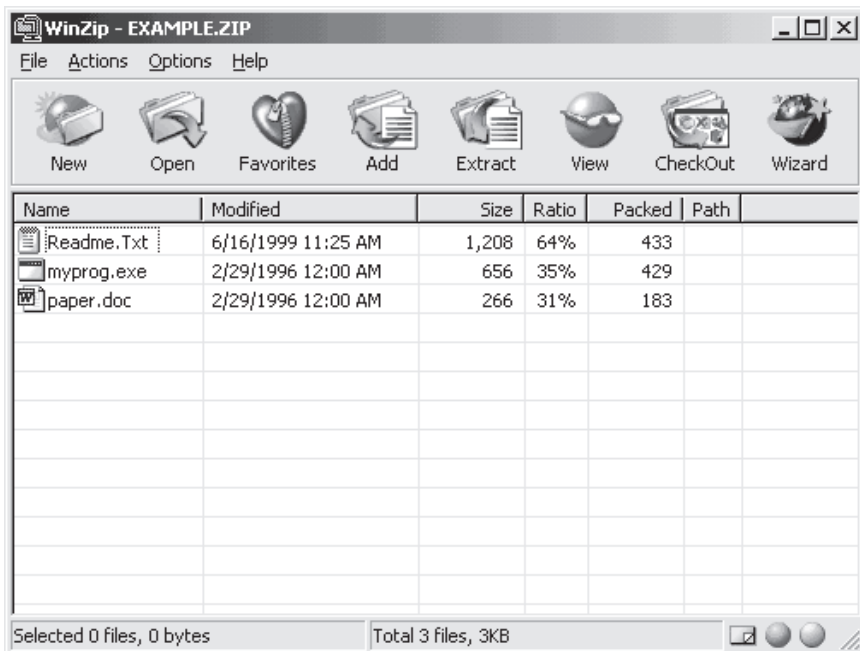 WinZip - EXAMPLE.ZIP
File Actions Options Help
New Open Favorites Add Extract View CheckOut Wizard
Name Modified Size Ratio Packed Path
Readme.Txt 6/16/1999 11:25 AM 1,208 64% 433
myprog.exe 2/29/1996 12:00 AM 656 35% 429
paper.doc 2/29/1996 12:00 AM 266 31% 183
Selected 0 files, 0 bytes Total 3 files, 3KB